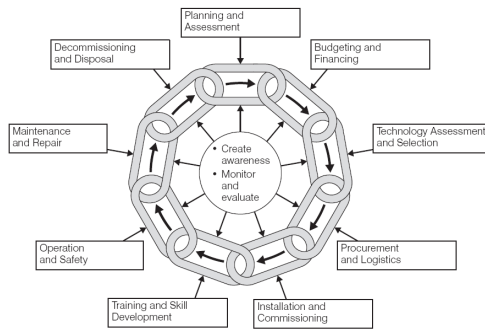 Planning and
Assessment
Decommissioning
and Disposal
Budgeting and
Financing
Maintenance
and Repair
• Create
awareness
• Monitor
and
evaluate
Technology Assessment
and Selection
Operation
and Safety
Procurement
and Logistics
Training and Skill
Development
Installation and
Commissioning